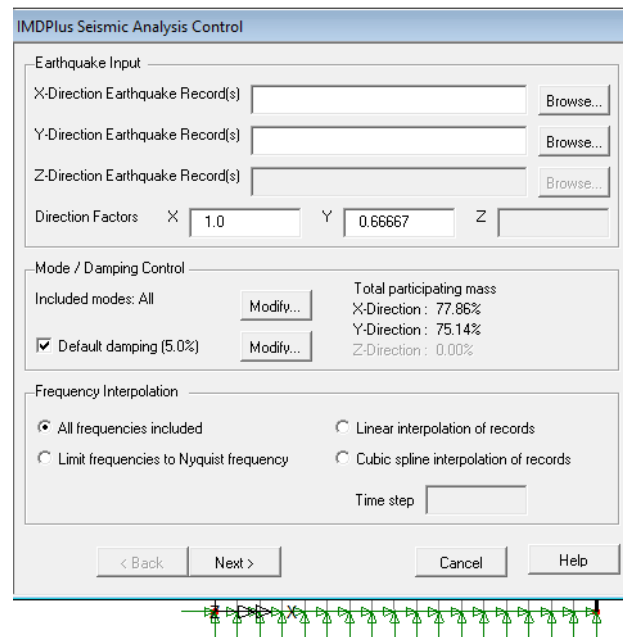 IMDPlus Seismic Analysis Control
Earthquake Input
X-Direction Earthquake Record(s) Browse...
Y-Direction Earthquake Record(s) Browse...
Z-Direction Earthquake Record(s) Browse...
Direction Factors X 1.0 Y 0.66667 Z
Mode / Damping Control
Included modes: All Modify...
Default damping (5.0%) Modify...
Total participating mass
X-Direction : 77.86%
Y-Direction : 75.14%
Z-Direction : 0.00%
Frequency Interpolation
All frequencies included
Limit frequencies to Nyquist frequency
Linear interpolation of records
Cubic spline interpolation of records
Time step
< Back Next > Cancel Help
Z X